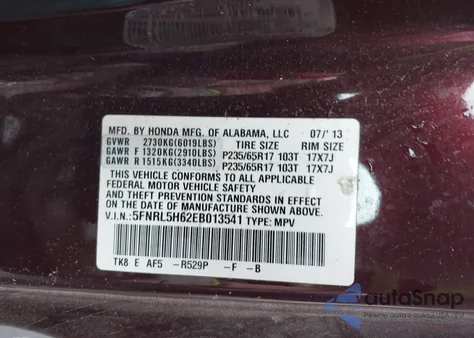 MFD. BY HONDA MFG. OF ALABAMA, LLC 07/'13
GVWR 2730KG(6019LBS) TIRE SIZE RIM SIZE
GAWR F 1320KG(2910LBS) P235/65R17 103T 17X7J
GAWR R 1515KG(3340LBS) P235/65R17 103T 17X7J
THIS VEHICLE CONFORMS TO ALL APPLICABLE
FEDERAL MOTOR VEHICLE SAFETY, BUMPER,
AND THEFT PREVENTION STANDARDS IN EFFECT
ON THE DATE OF MANUFACTURE SHOWN ABOVE.
V.I.N.: 5FNRL5H62EB013541 TYPE: MPV
TK8 E AF5 -R529P -F -B
autoSnap